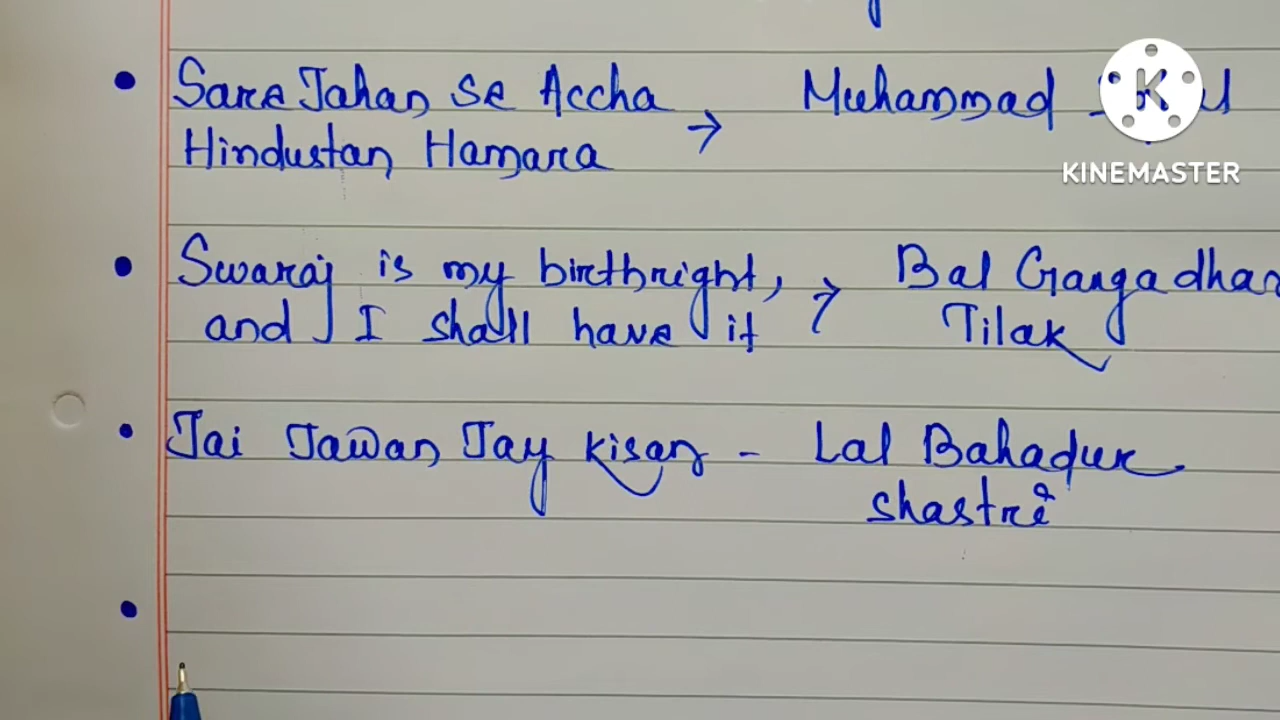 Sare Jahan se Accha
Hindustan Hamara → Muhammad
KINEMASTER
Swaraj is my birthright, → Bal Gangadhar
and I shall have it Tilak
Jai Jawan Jay Kisan - Lal Bahadur
Shastri